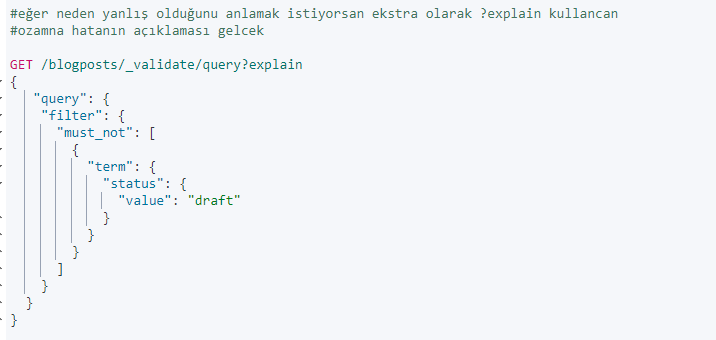 #eğer neden yanlış olduğunu anlamak istiyorsan ekstra olarak ?explain kullancan
#ozamna hatanın açıklaması gelcek
GET /blogposts/_validate/query?explain
{
"query": {
"filter": {
"must_not": [
{
"term": {
"status": {
"value": "draft"
}
}
}
]
}
}
}